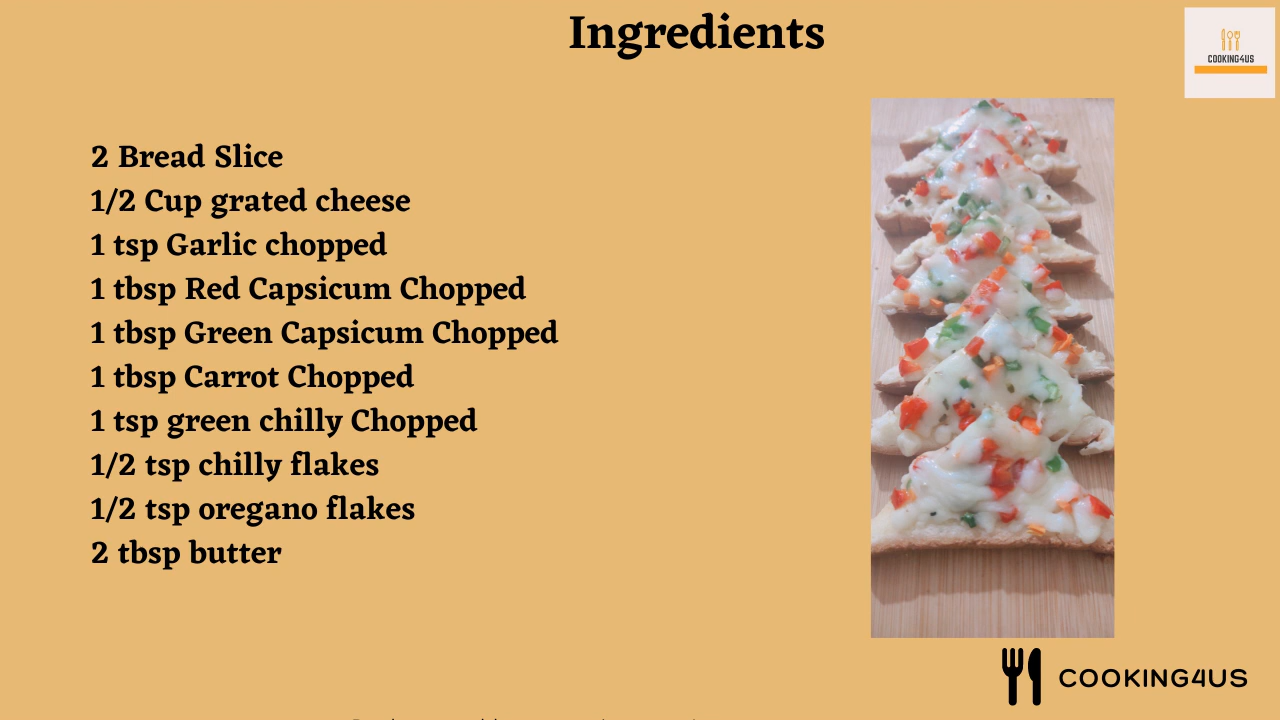 Ingredients
COOKING4US
2 Bread Slice
1/2 Cup grated cheese
1 tsp Garlic chopped
1 tbsp Red Capsicum Chopped
1 tbsp Green Capsicum Chopped
1 tbsp Carrot Chopped
1 tsp green chilly Chopped
1/2 tsp chilly flakes
1/2 tsp oregano flakes
2 tbsp butter
COOKING4US